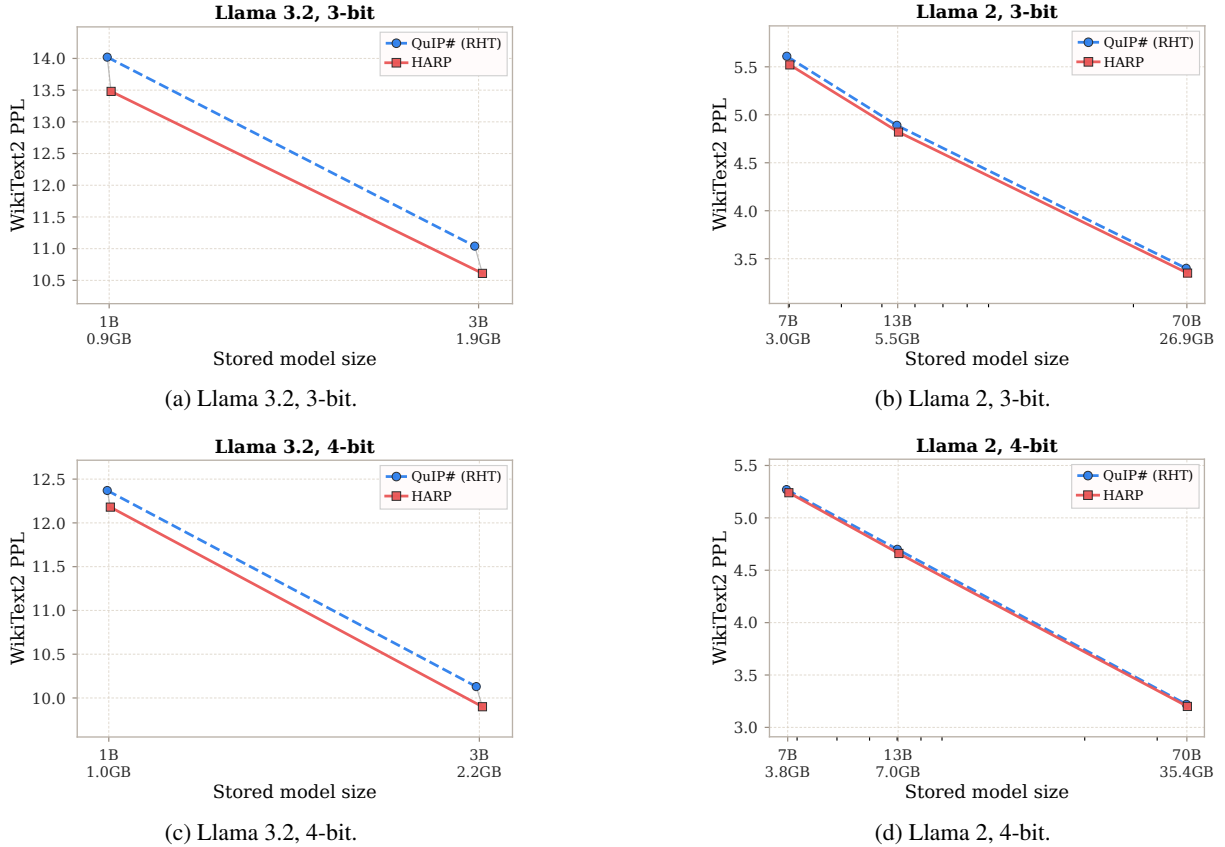 Llama 3.2, 3-bit
WikiText2 PPL
14.0
13.5
13.0
12.5
12.0
11.5
11.0
10.5
QuIP# (RHT)
HARP
1B
0.9GB
3B
1.9GB
Stored model size
(a) Llama 3.2, 3-bit.
Llama 2, 3-bit
WikiText2 PPL
5.5
5.0
4.5
4.0
3.5
QuIP# (RHT)
HARP
7B
3.0GB
13B
5.5GB
70B
26.9GB
Stored model size
(b) Llama 2, 3-bit.
Llama 3.2, 4-bit
WikiText2 PPL
12.5
12.0
11.5
11.0
10.5
10.0
QuIP# (RHT)
HARP
1B
1.0GB
3B
2.2GB
Stored model size
(c) Llama 3.2, 4-bit.
Llama 2, 4-bit
WikiText2 PPL
5.5
5.0
4.5
4.0
3.5
3.0
QuIP# (RHT)
HARP
7B
3.8GB
13B
7.0GB
70B
35.4GB
Stored model size
(d) Llama 2, 4-bit.